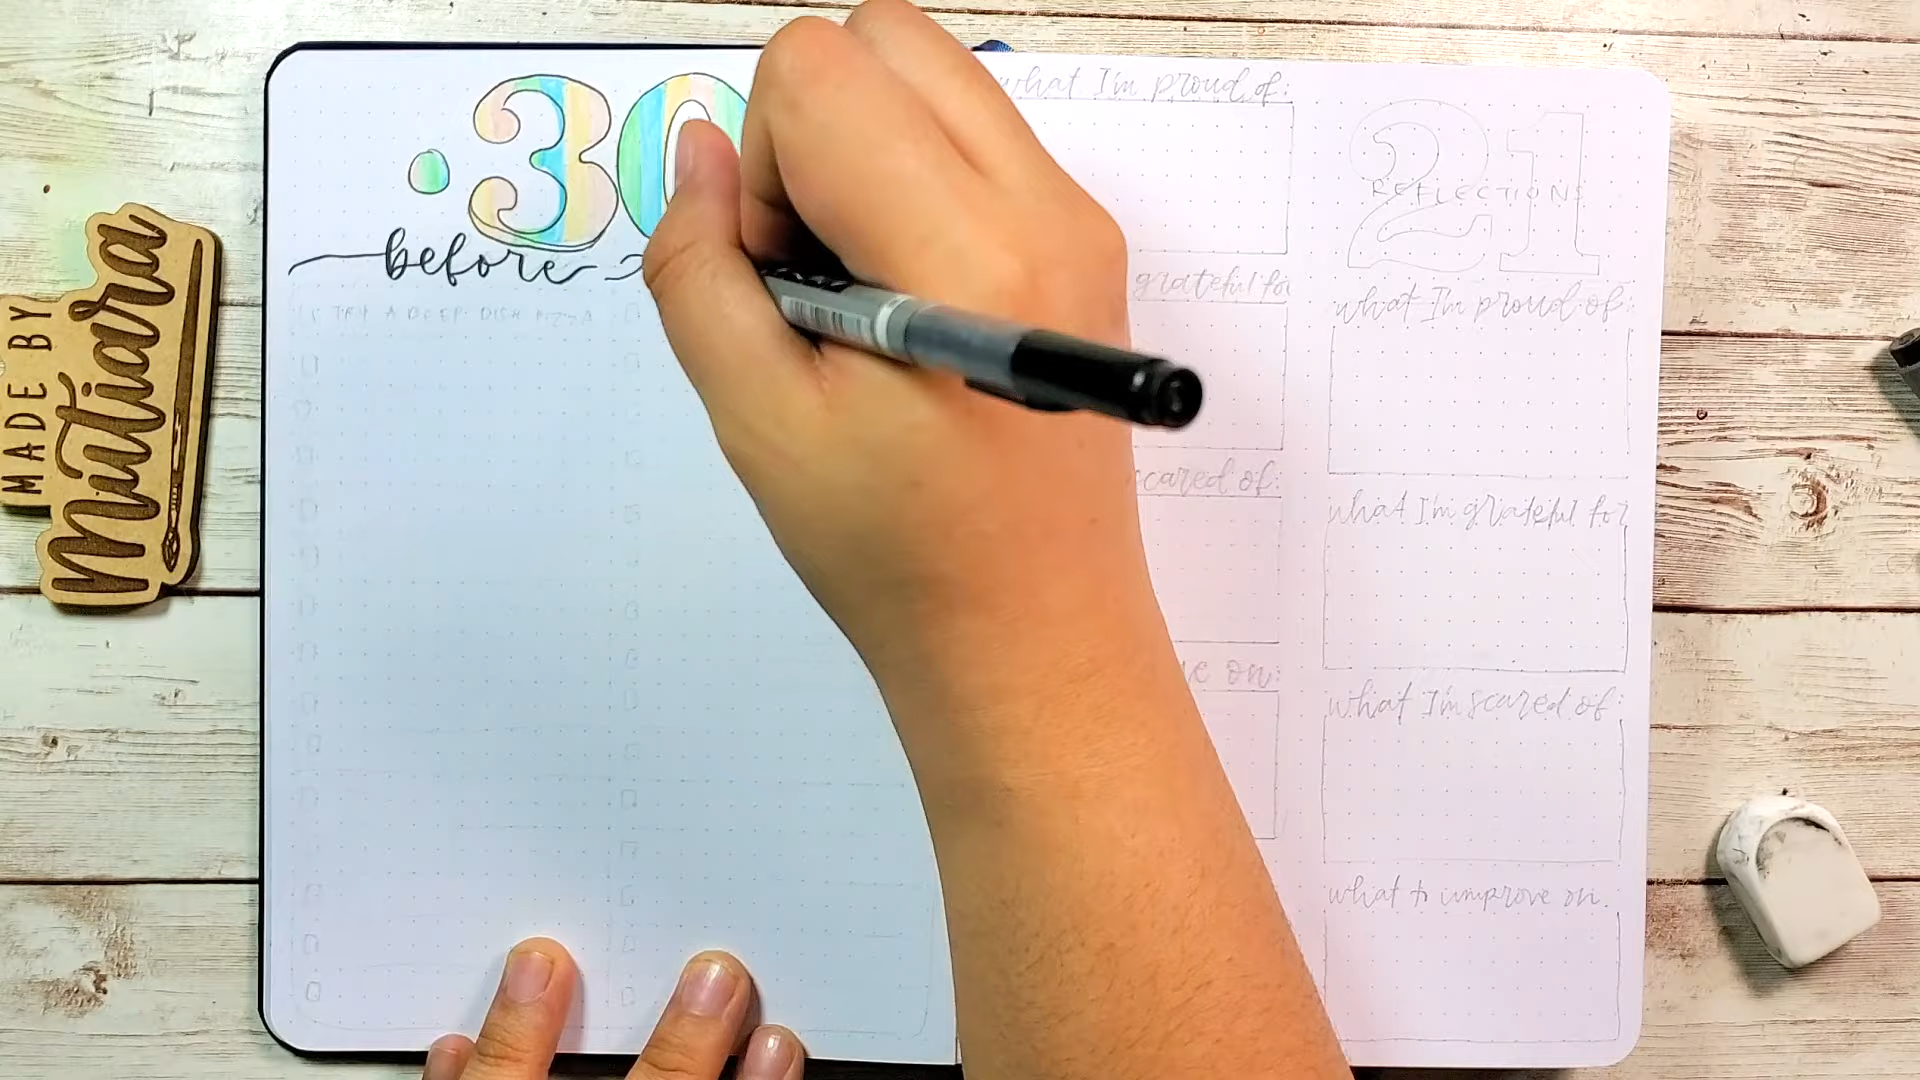 MADE BY
Mutiara
30
before
TRY A DEEP DISH PIZZA
what I'm proud of:
grateful for
scared of:
on:
21
REFLECTIONS
what I'm proud of:
what I'm grateful for
what I'm scared of:
what to improve on.